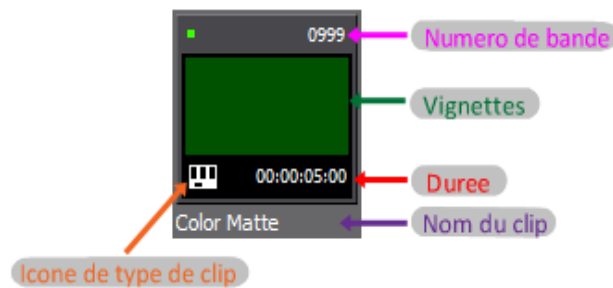 0999
Numero de bande
Vignettes
00:00:05:00
Duree
Color Matte
Nom du clip
Icone de type de clip